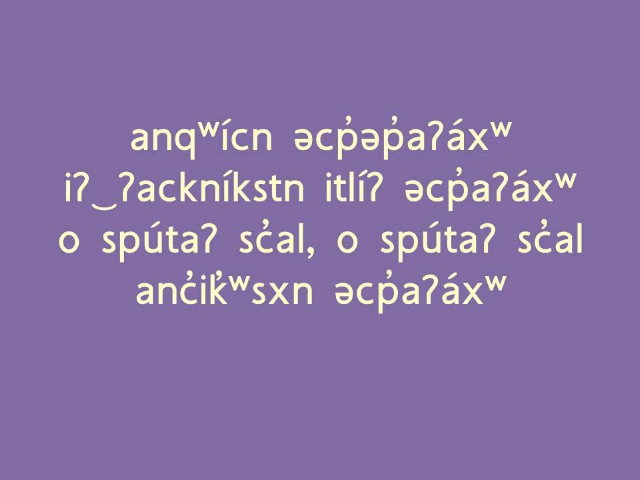 anqʷícn əcp̓əp̓aʔáxʷ
iʔ‿ʔackníkstn itlíʔ əcp̓aʔáxʷ
o spútaʔ sc̓al, o spútaʔ sc̓al
anc̓ik̓ʷsxn əcp̓aʔáxʷ